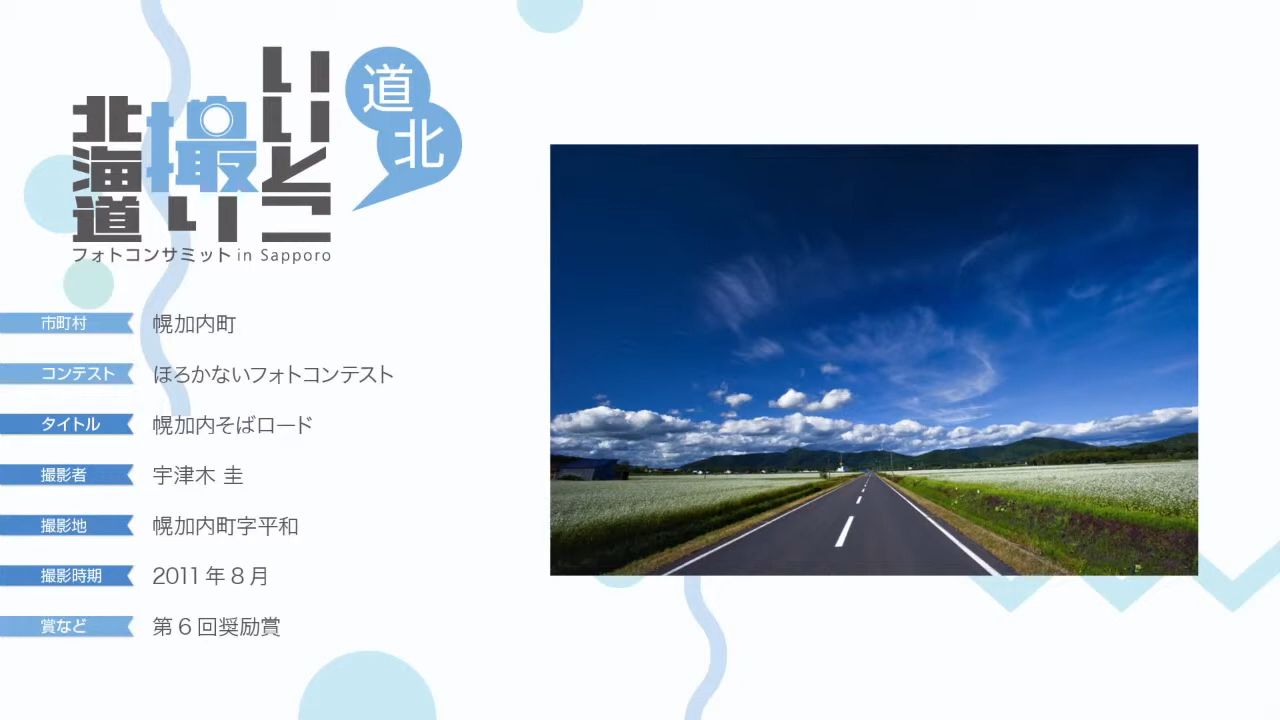 北海道
撮り
いいとこ
道北
フォトコンサミット in Sapporo
市町村 幌加内町
コンテスト ほろかないフォトコンテスト
タイトル 幌加内そばロード
撮影者 宇津木 圭
撮影地 幌加内町字平和
撮影時期 2011 年 8 月
賞など 第 6 回奨励賞